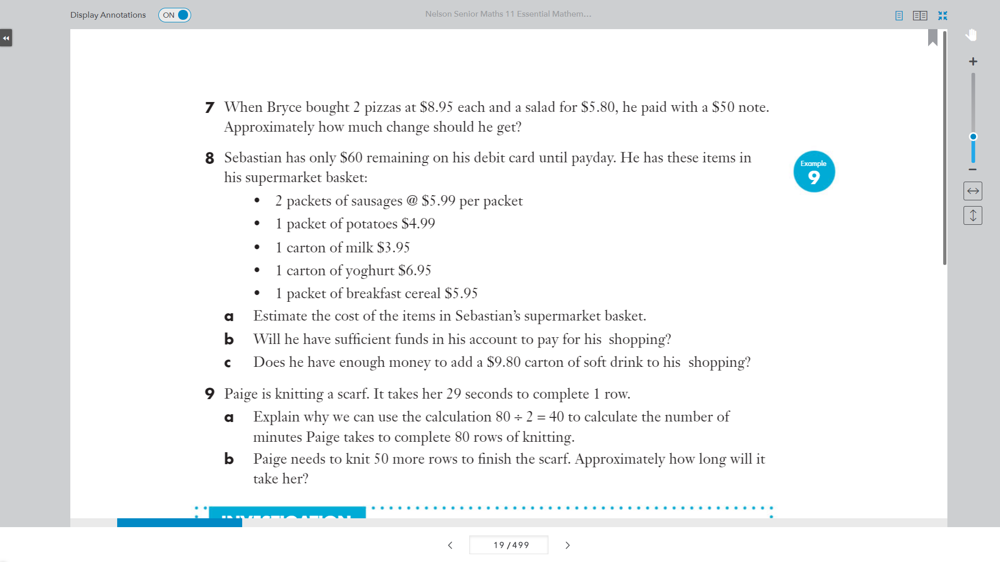 Display Annotations ON
Nelson Senior Maths 11 Essential Mathem...
7 When Bryce bought 2 pizzas at $8.95 each and a salad for $5.80, he paid with a $50 note.
Approximately how much change should he get?
8 Sebastian has only $60 remaining on his debit card until payday. He has these items in
his supermarket basket:
Example
9
• 2 packets of sausages @ $5.99 per packet
• 1 packet of potatoes $4.99
• 1 carton of milk $3.95
• 1 carton of yoghurt $6.95
• 1 packet of breakfast cereal $5.95
a Estimate the cost of the items in Sebastian’s supermarket basket.
b Will he have sufficient funds in his account to pay for his shopping?
c Does he have enough money to add a $9.80 carton of soft drink to his shopping?
9 Paige is knitting a scarf. It takes her 29 seconds to complete 1 row.
a Explain why we can use the calculation 80 ÷ 2 = 40 to calculate the number of
minutes Paige takes to complete 80 rows of knitting.
b Paige needs to knit 50 more rows to finish the scarf. Approximately how long will it
take her?
INVESTIGATION
19 / 499